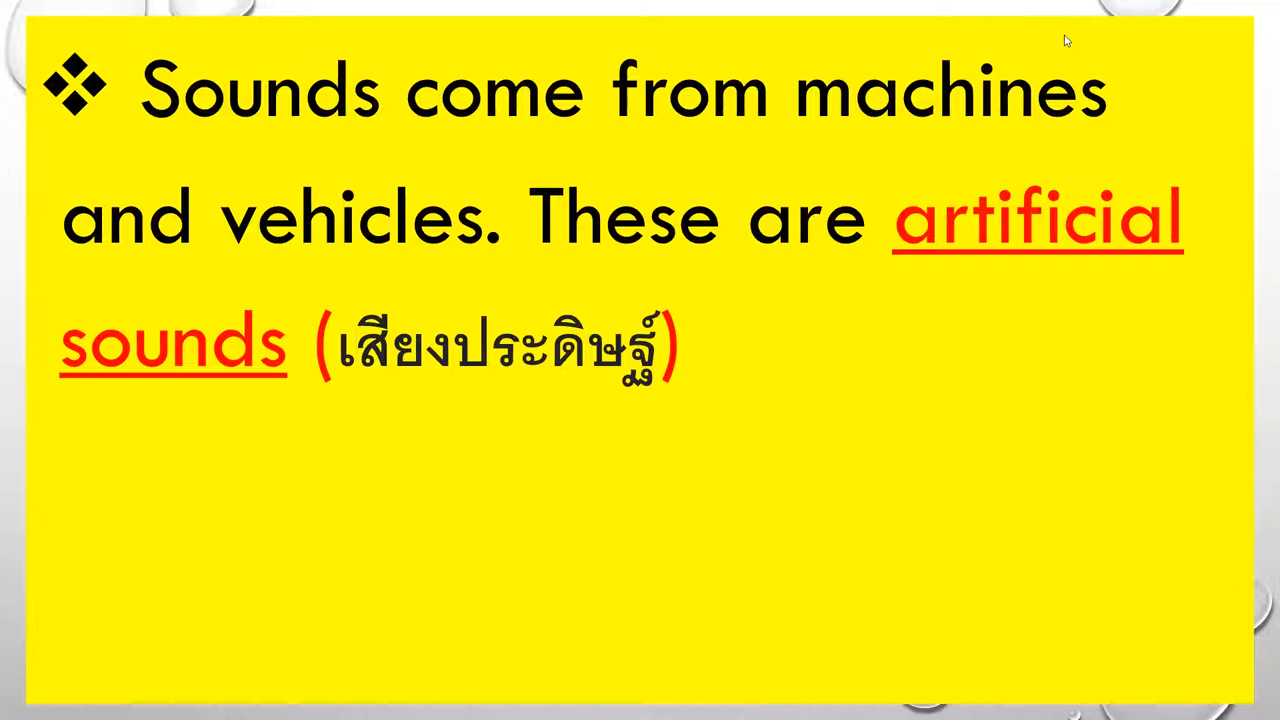 ❖ Sounds come from machines
and vehicles. These are artificial
sounds (เสียงประดิษฐ์)